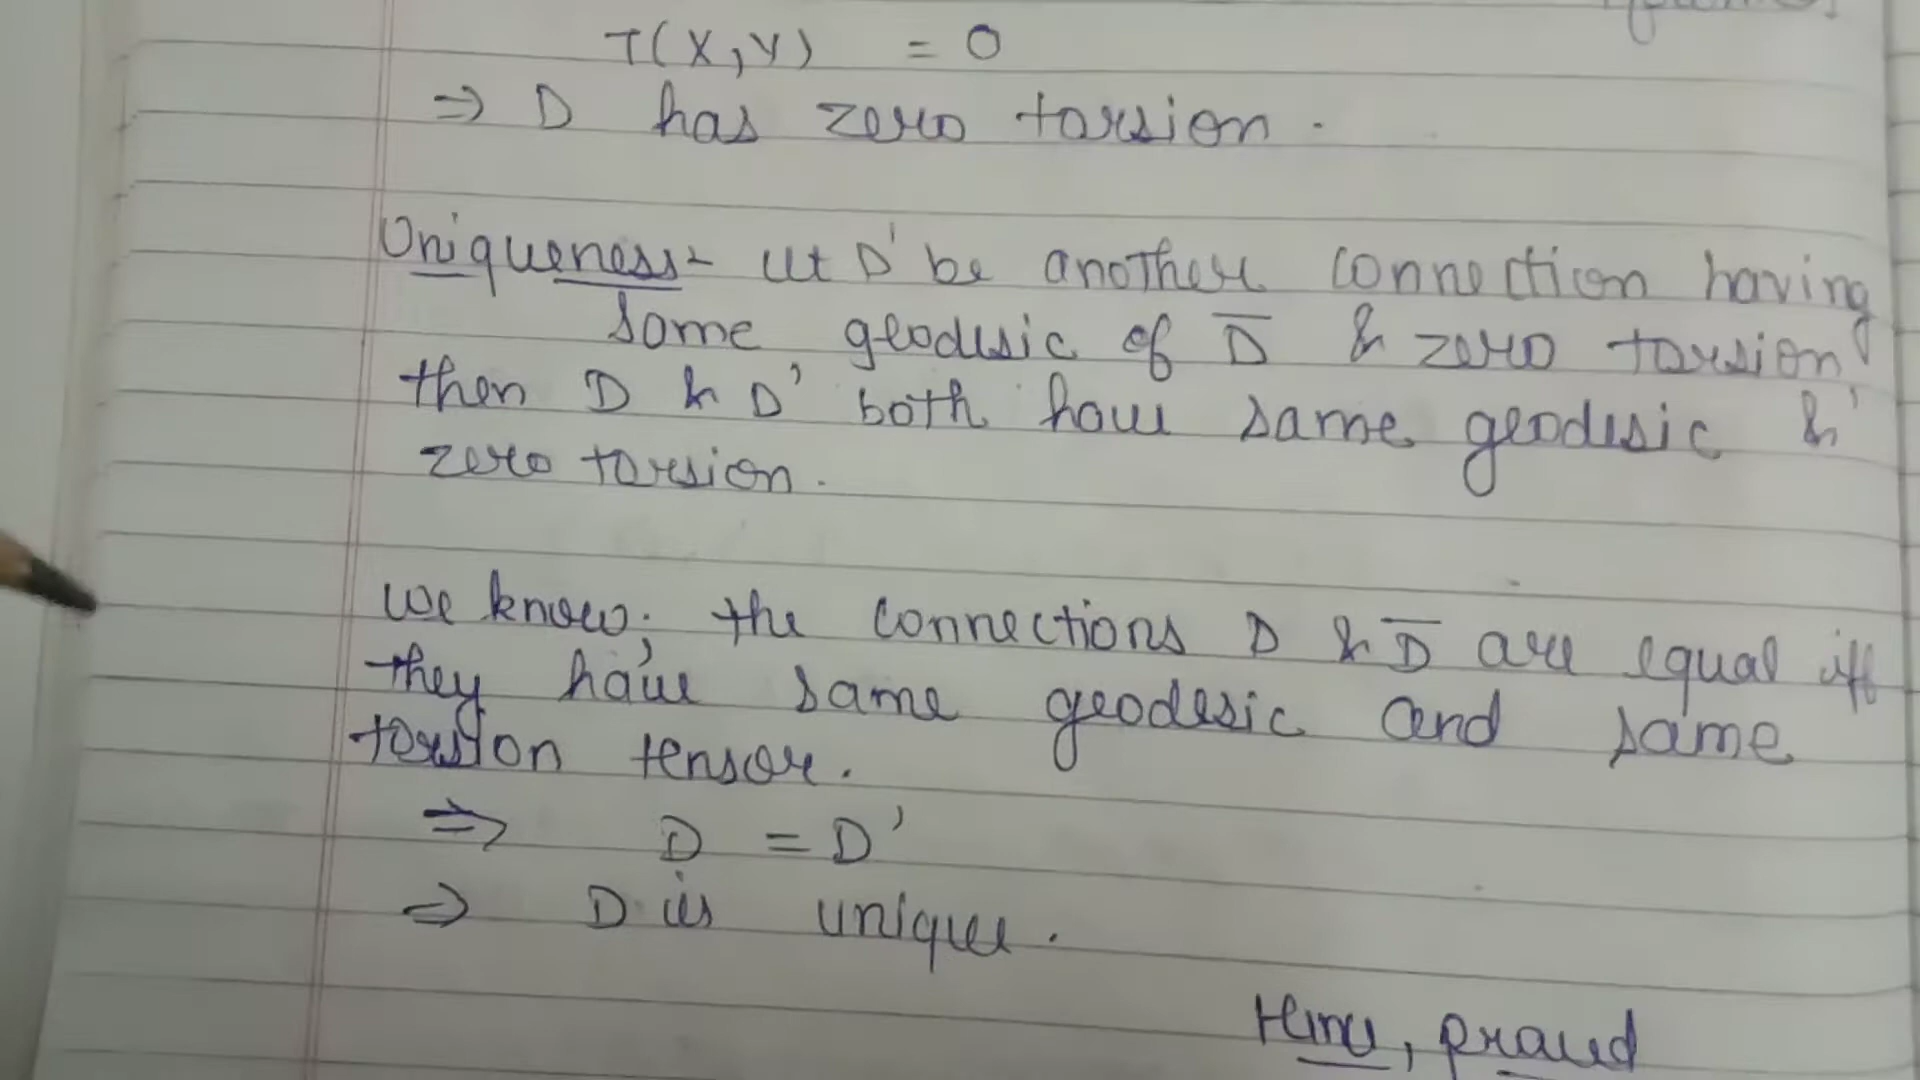 T(X,Y) = 0
⇒ D has zero torsion.
Uniqueness- let D' be another connection having
same geodesic of D̅ & zero torsion
then D & D' both have same geodesic &
zero torsion.
we know, the connections D & D̅ are equal iff
they have same geodesic and same
torsion tensor.
⇒ D = D'
⇒ D is unique.
Hence, proved